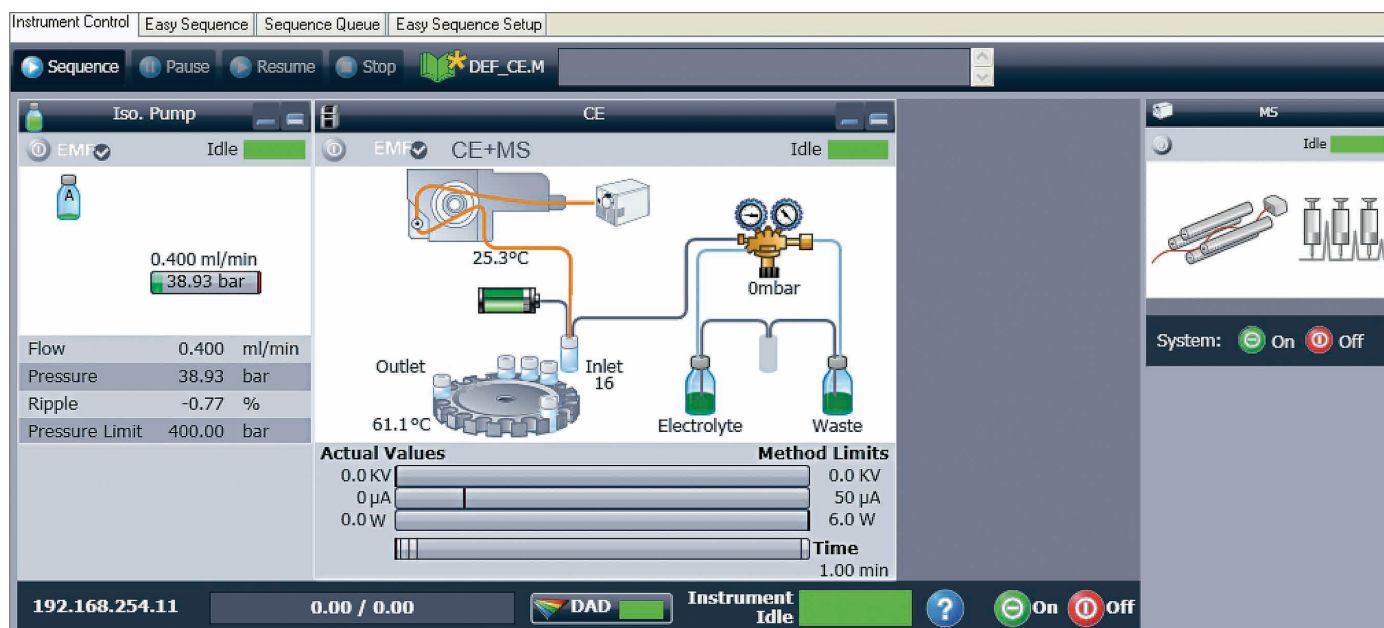 Instrument Control Easy Sequence Sequence Queue Easy Sequence Setup
Sequence Pause Resume Stop DEF_CE.M
Iso. Pump
EMF Idle
A
0.400 ml/min
38.93 bar
Flow 0.400 ml/min
Pressure 38.93 bar
Ripple -0.77 %
Pressure Limit 400.00 bar
CE
EMF CE+MS Idle
25.3°C
0mbar
Outlet
Inlet
16
61.1°C
Electrolyte Waste
Actual Values Method Limits
0.0 KV 0.0 KV
0 µA 50 µA
0.0 W 6.0 W
Time
1.00 min
MS
Idle
System: On Off
192.168.254.11 0.00 / 0.00 DAD Instrument
Idle
? On Off